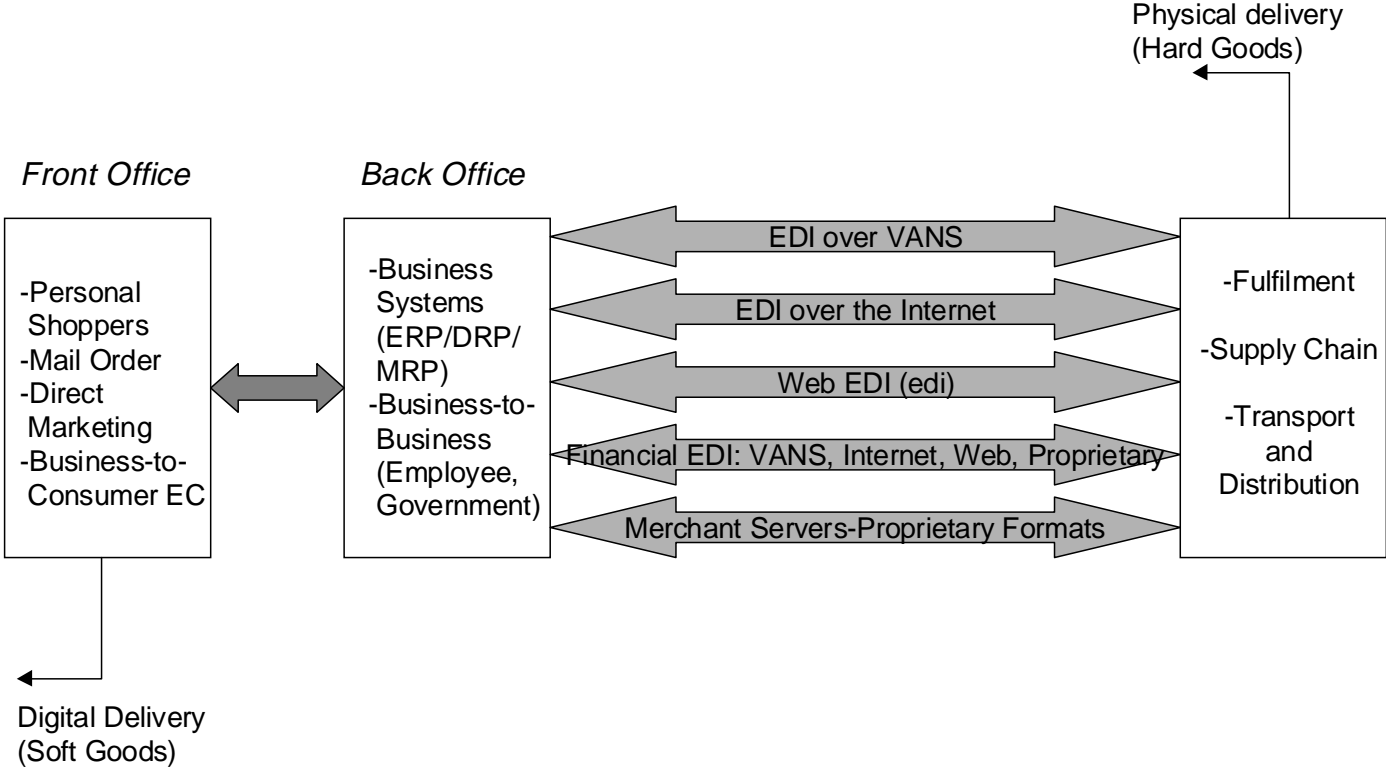 Physical delivery
(Hard Goods)
Front Office
Back Office
-Personal
Shoppers
-Mail Order
-Direct
Marketing
-Business-to-
Consumer EC
-Business
Systems
(ERP/DRP/
MRP)
-Business-to-
Business
(Employee,
Government)
EDI over VANS
EDI over the Internet
Web EDI (edi)
Financial EDI: VANS, Internet, Web, Proprietary
Merchant Servers-Proprietary Formats
-Fulfilment
-Supply Chain
-Transport
and
Distribution
Digital Delivery
(Soft Goods)